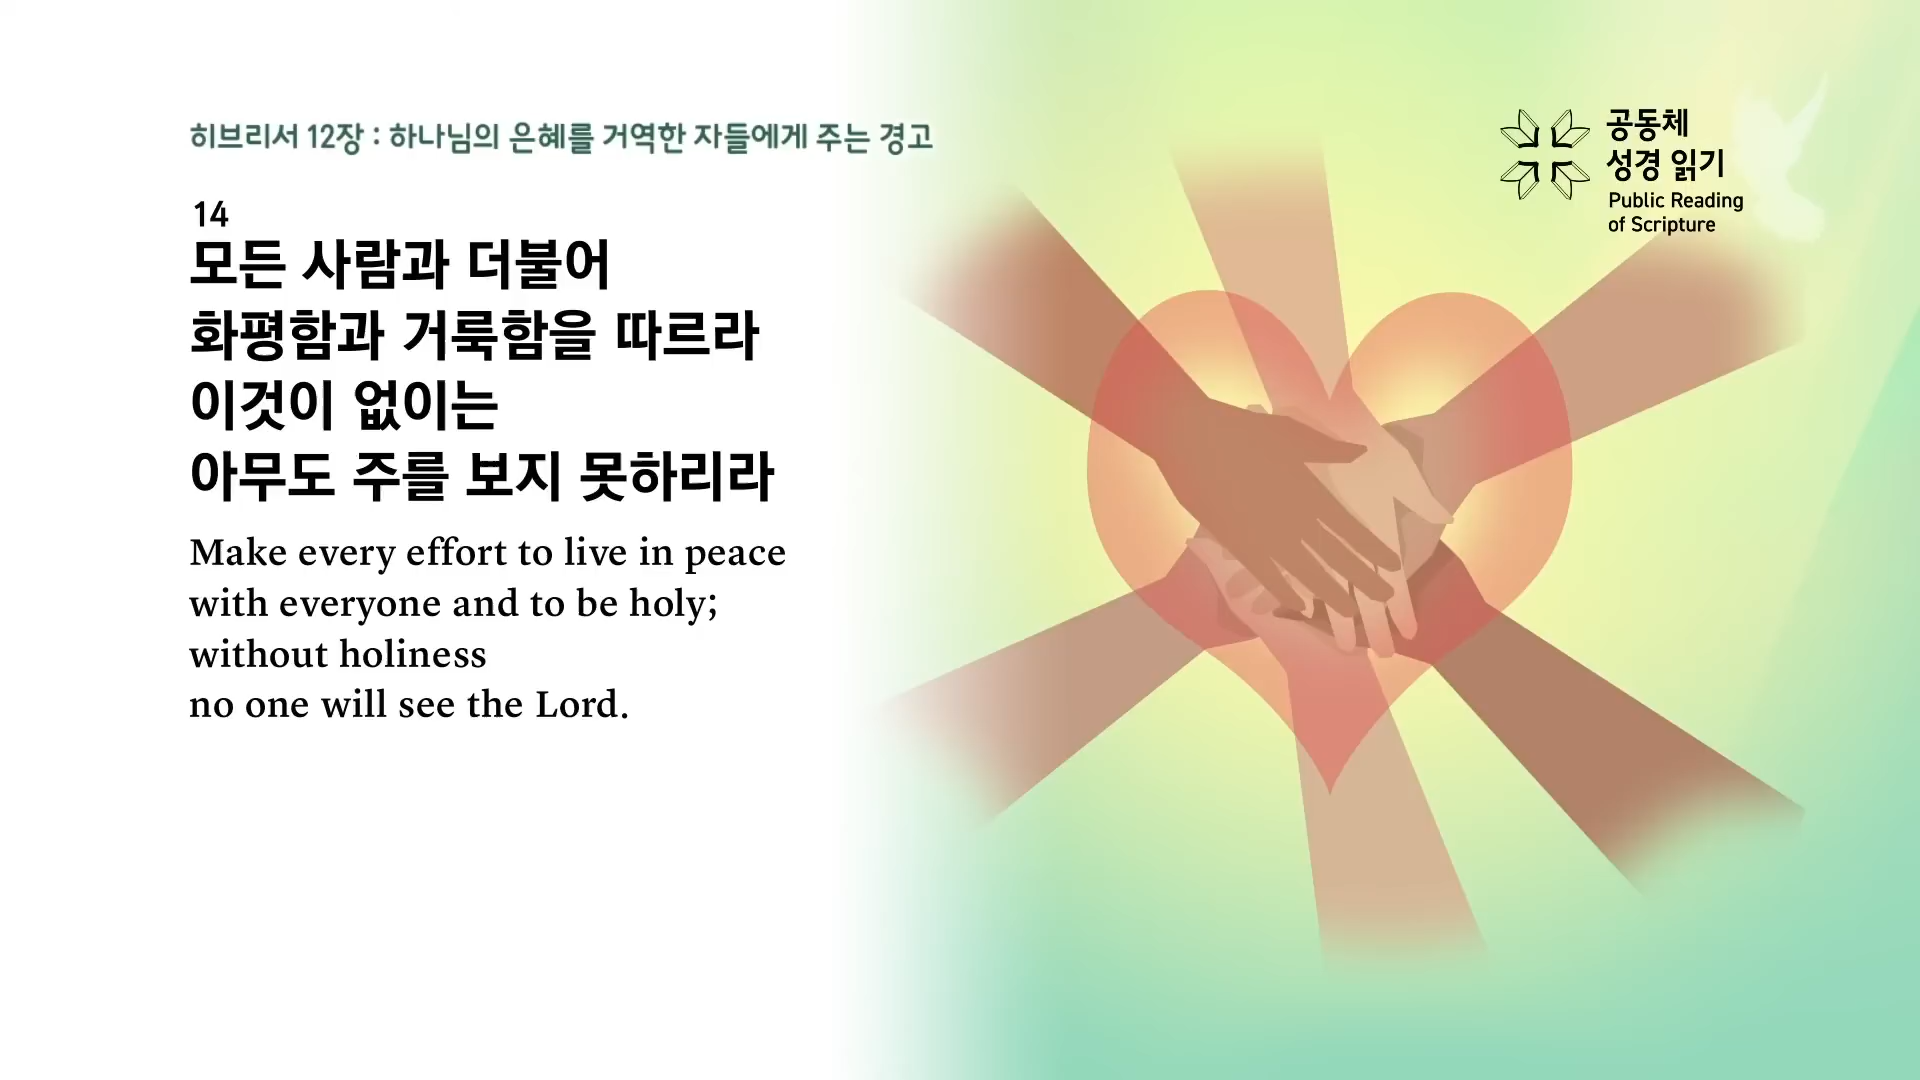 히브리서 12장 : 하나님의 은혜를 거역한 자들에게 주는 경고
14
모든 사람과 더불어
화평함과 거룩함을 따르라
이것이 없이는
아무도 주를 보지 못하리라
Make every effort to live in peace
with everyone and to be holy;
without holiness
no one will see the Lord.
공동체
성경 읽기
Public Reading
of Scripture